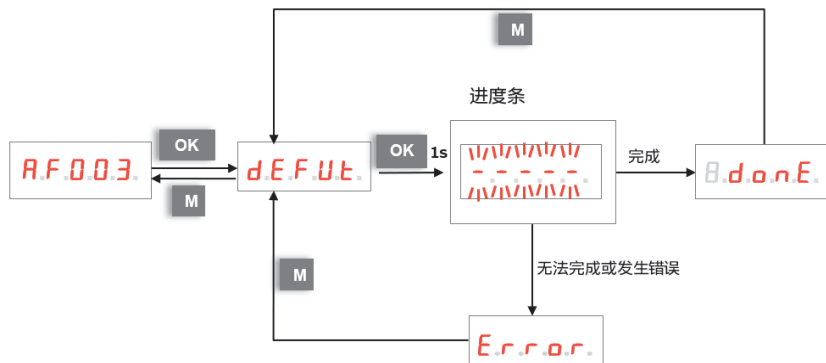 M
进度条
OK
OK 1s
A.F.0.0.3.
d.E.F.U.t.
- - - - -
完成
8.d.o.n.E.
M
无法完成或发生错误
M
E.r.r.o.r.